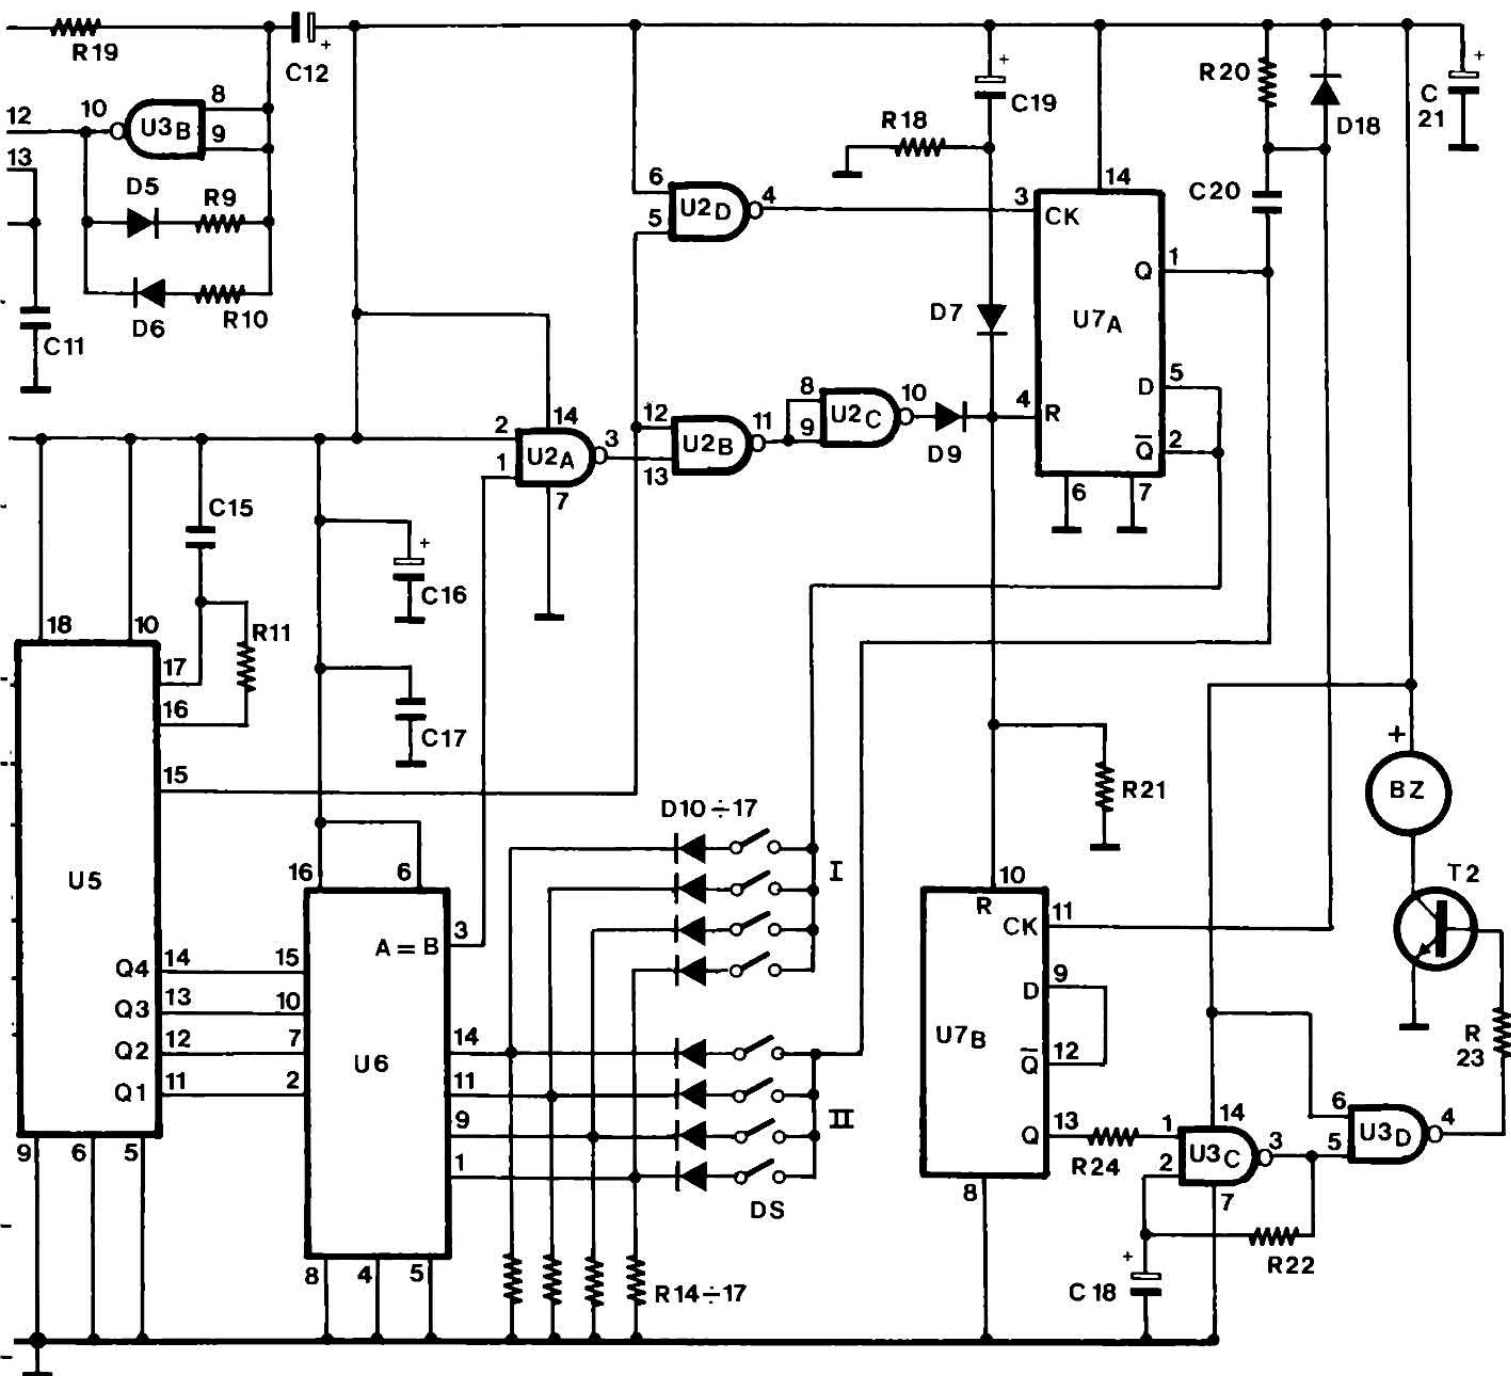 R19
C12
+
12
10
U3B
8
9
13
D5
R9
D6
R10
C11
6
5
U2D
4
R18
+
C19
3
CK
14
Q
1
U7A
D
5
Q̅
2
4
R
6
7
D7
R20
C20
D18
+
C
21
2
1
14
U2A
3
7
12
13
U2B
11
8
9
U2C
10
D9
C15
R11
+
C16
C17
18
10
17
16
15
U5
Q4
14
Q3
13
Q2
12
Q1
11
9
6
5
16
6
A=B
3
15
10
7
2
U6
14
11
9
1
8
4
5
D10÷17
I
II
DS
R14÷17
R21
10
R
CK
11
D
9
U7B
Q̅
12
Q
13
8
R24
1
2
14
U3C
3
7
R22
+
C18
6
5
U3D
4
+
BZ
T2
R
23